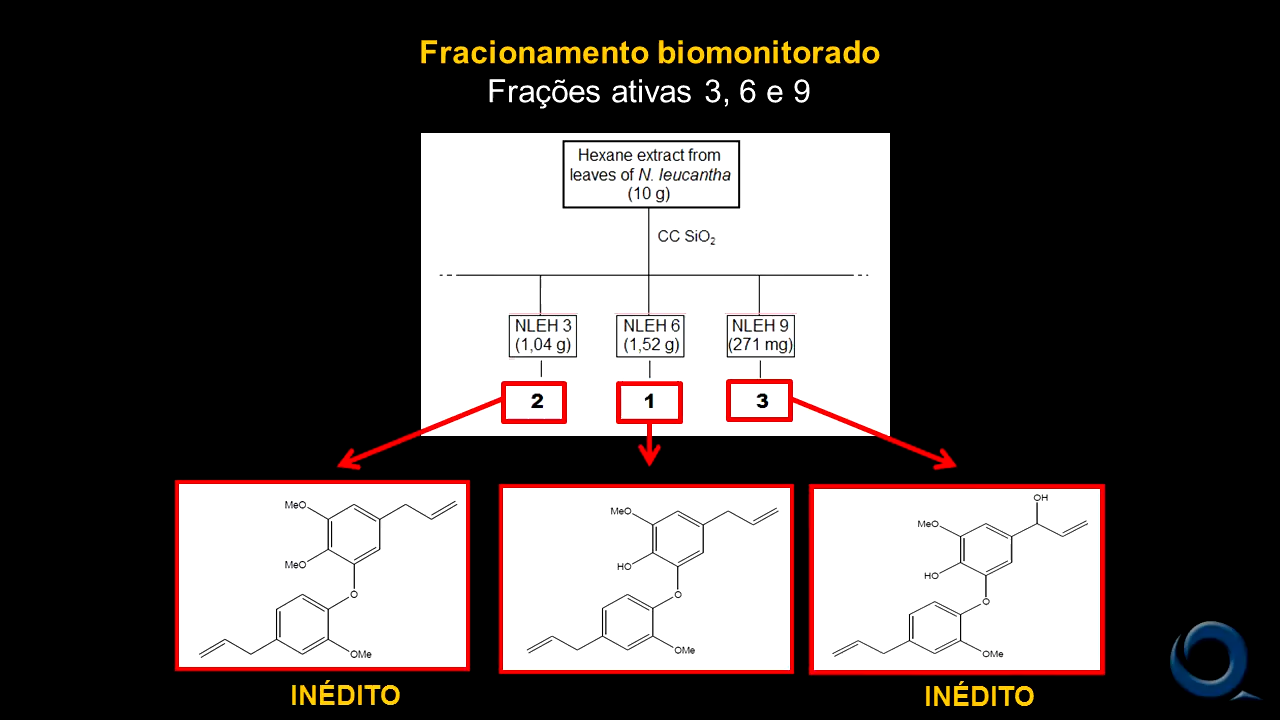 Fracionamento biomonitorado
Frações ativas 3, 6 e 9
Hexane extract from
leaves of N. leucantha
(10 g)
CC SiO₂
NLEH 3
(1,04 g)
NLEH 6
(1,52 g)
NLEH 9
(271 mg)
2
1
3
MeO
MeO
O
OMe
MeO
HO
O
OMe
OH
MeO
HO
O
OMe
INÉDITO
INÉDITO